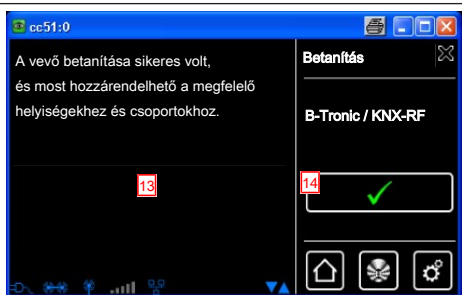 cc51:0
A vevő betanítása sikeres volt,
és most hozzárendelhető a megfelelő
helyiségekhez és csoportokhoz.
13
Betanítás
B-Tronic / KNX-RF
14